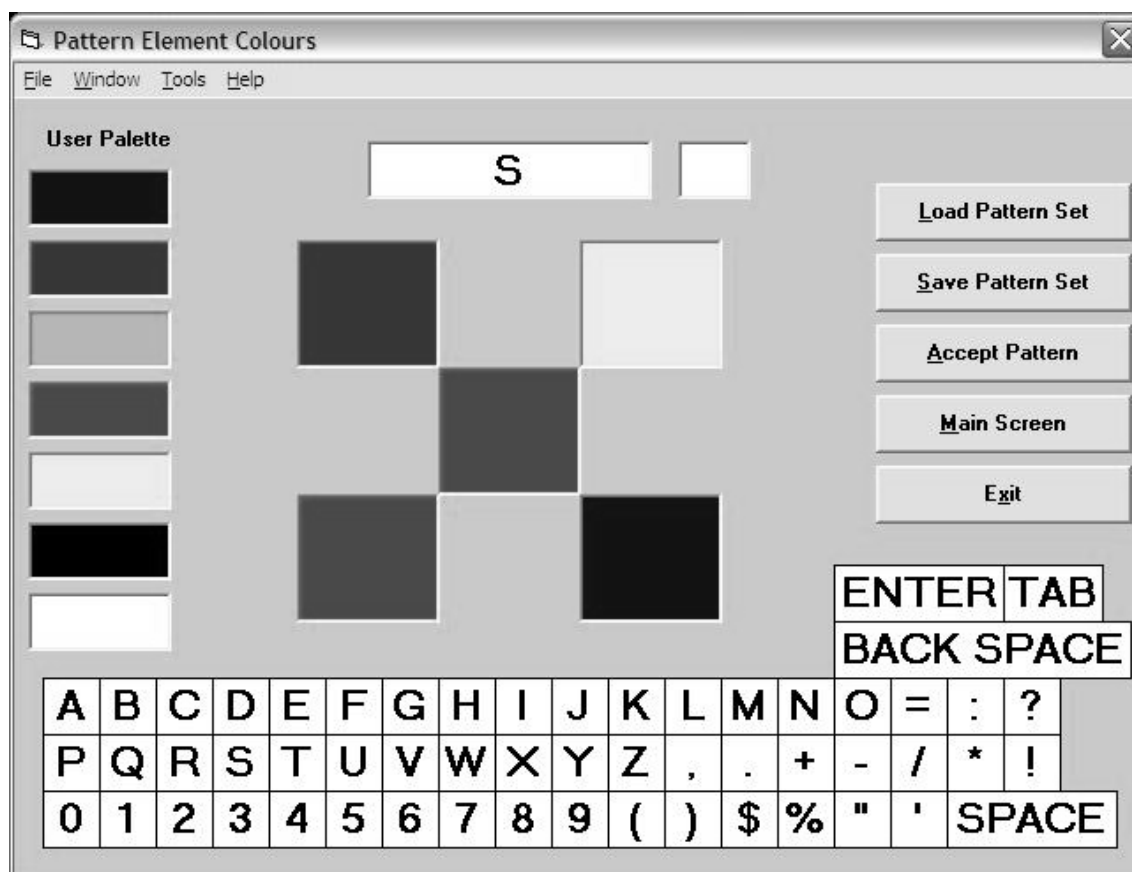 Pattern Element Colours
File Window Tools Help
User Palette
S
Load Pattern Set
Save Pattern Set
Accept Pattern
Main Screen
Exit
ENTER TAB
BACK SPACE
A B C D E F G H I J K L M N O = : ?
P Q R S T U V W X Y Z , . + - / * !
0 1 2 3 4 5 6 7 8 9 ( ) $ % " ' SPACE